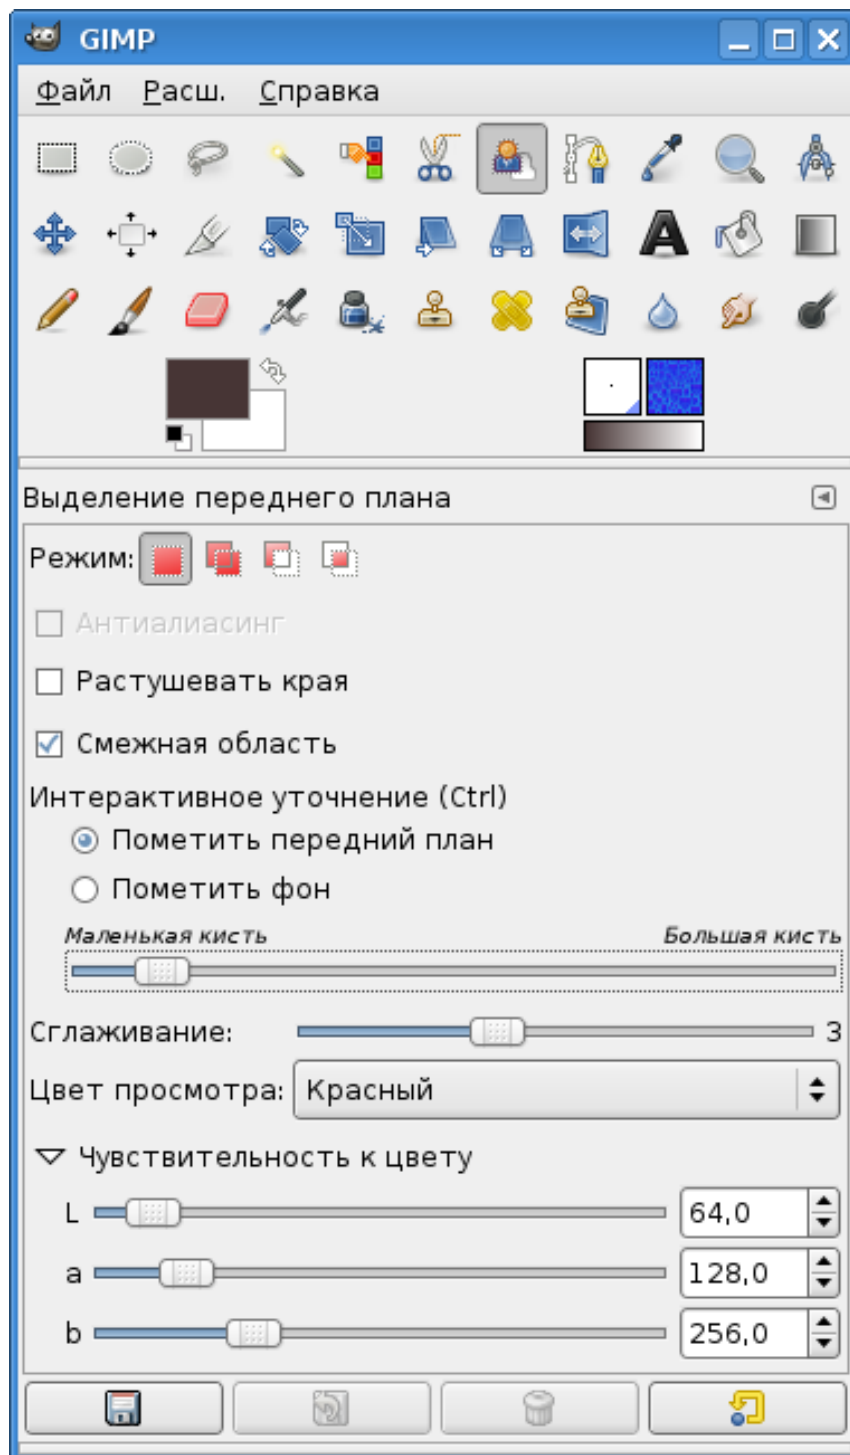 GIMP
Файл Расш. Справка
Выделение переднего плана
Режим:
Антиалиасинг
Растушевать края
Смежная область
Интерактивное уточнение (Ctrl)
Пометить передний план
Пометить фон
Маленькая кисть Большая кисть
Сглаживание: 3
Цвет просмотра: Красный
Чувствительность к цвету
L 64,0
a 128,0
b 256,0